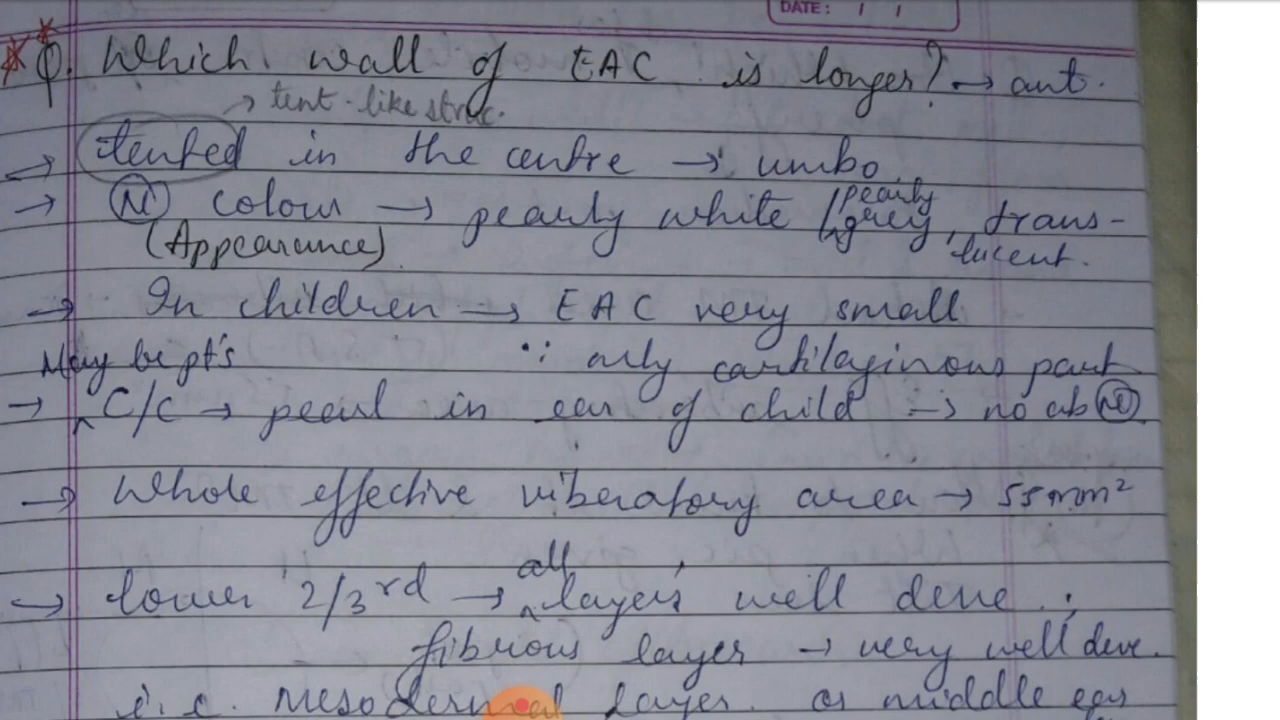 DATE: / /
Q. Which wall of EAC is longer? → ant.
→ tent-like struc.
→ tented in the centre → umbo
→ (N) colour → pearly white / pearly grey, trans-
(Appearance) lucent.
→ In children → EAC very small
May be pt's ∵ only cartilaginous part
→ C/c → pearl in ear of child → no ab(N)
→ Whole effective viberatory area → 55mm²
→ lower 2/3rd → all layers well deve.;
fibrious layer → very well deve.
i.e. mesodermal layer or middle